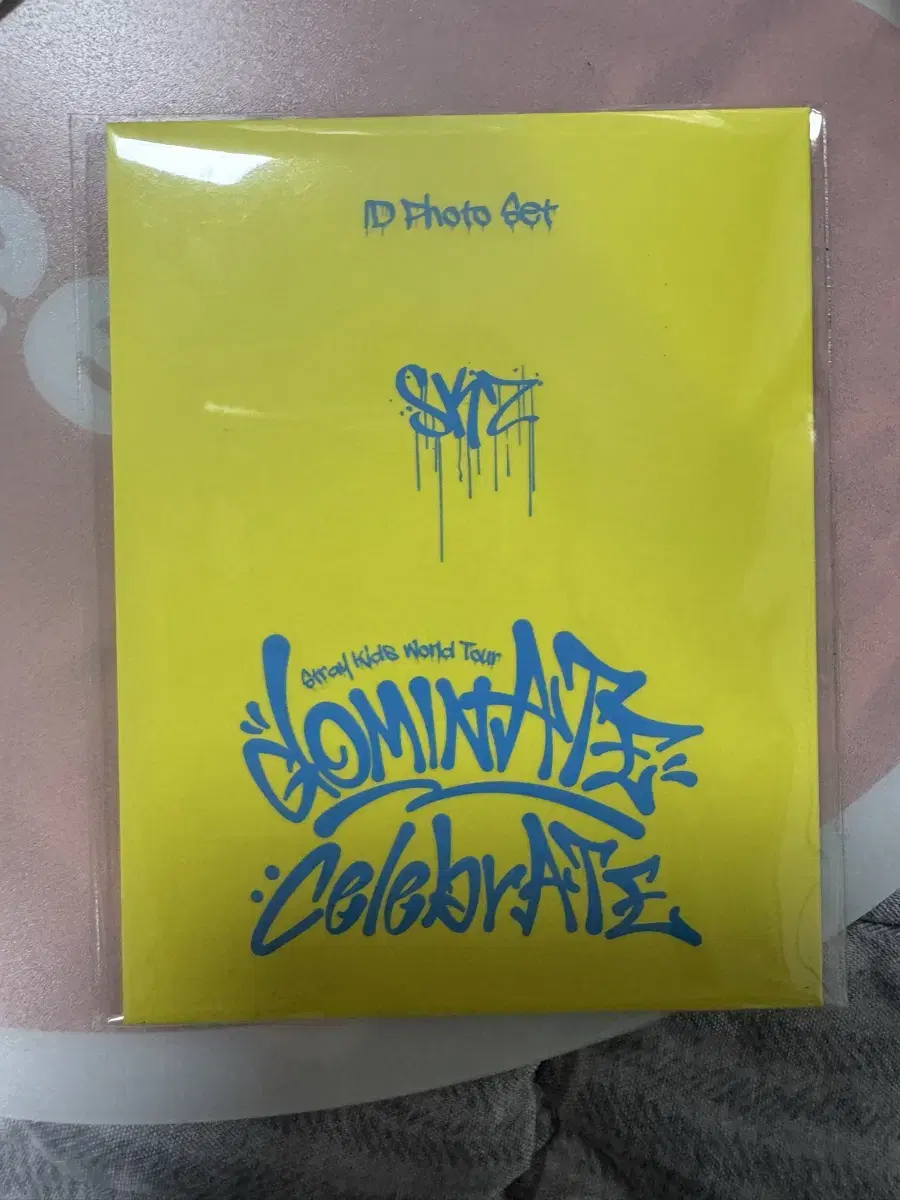 ID Photo Set
SKZ
Stray Kids World Tour
dominATE
CelebrATE